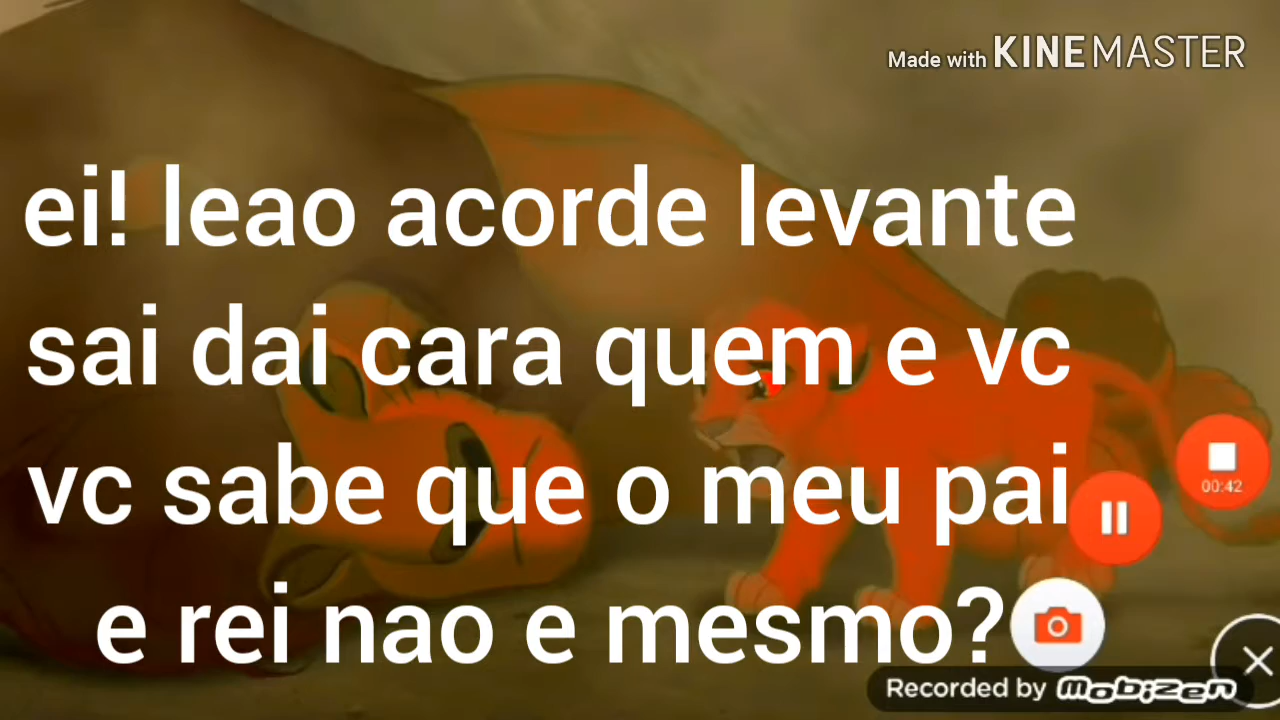 Made with KINEMASTER
ei! leao acorde levante
sai dai cara quem e vc
vc sabe que o meu pai
e rei nao e mesmo?
00:42
Recorded by mobizen